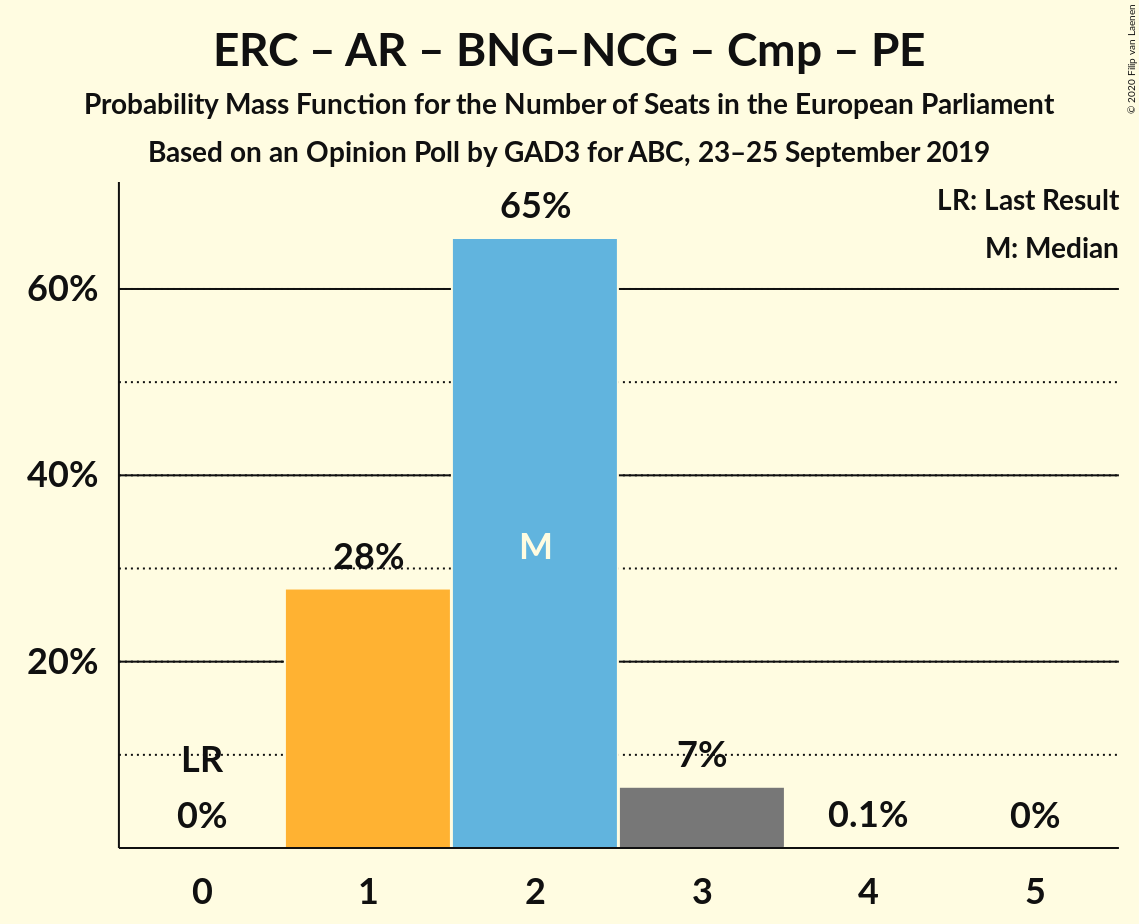 ERC – AR – BNG–NCG – Cmp – PE
Probability Mass Function for the Number of Seats in the European Parliament
Based on an Opinion Poll by GAD3 for ABC, 23–25 September 2019
© 2020 Filip van Laenen
LR: Last Result
M: Median
65%
60%
40%
28%
M
20%
LR
7%
0%
0.1%
0%
0 1 2 3 4 5